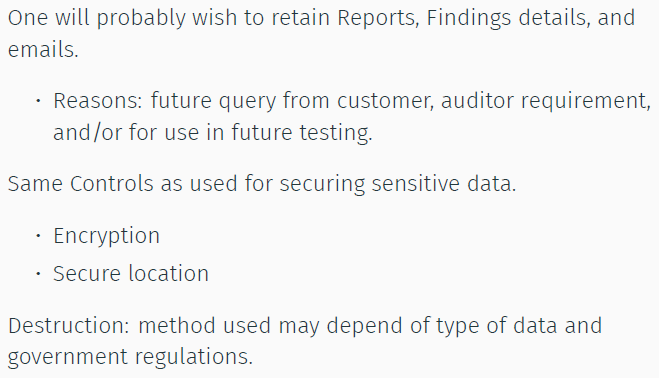 One will probably wish to retain Reports, Findings details, and
emails.
• Reasons: future query from customer, auditor requirement,
and/or for use in future testing.
Same Controls as used for securing sensitive data.
• Encryption
• Secure location
Destruction: method used may depend of type of data and
government regulations.